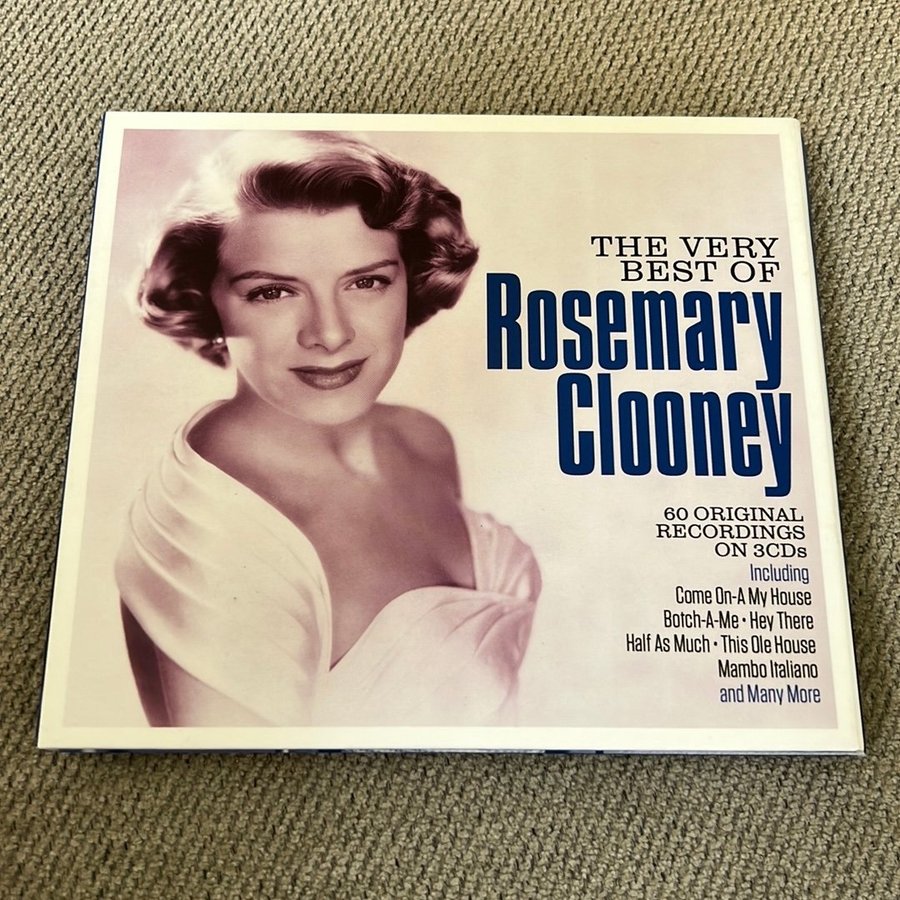 THE VERY
BEST OF
Rosemary
Clooney
60 ORIGINAL
RECORDINGS
ON 3CDs
Including
Come On-A My House
Botch-A-Me • Hey There
Half As Much • This Ole House
Mambo Italiano
and Many More